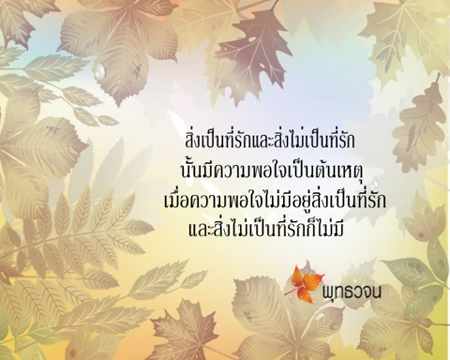 สิ่งเป็นที่รักและสิ่งไม่เป็นที่รัก
นั้นมีความพอใจเป็นต้นเหตุ
เมื่อความพอใจไม่มีอยู่สิ่งเป็นที่รัก
และสิ่งไม่เป็นที่รักก็ไม่มี
พุทธวจน